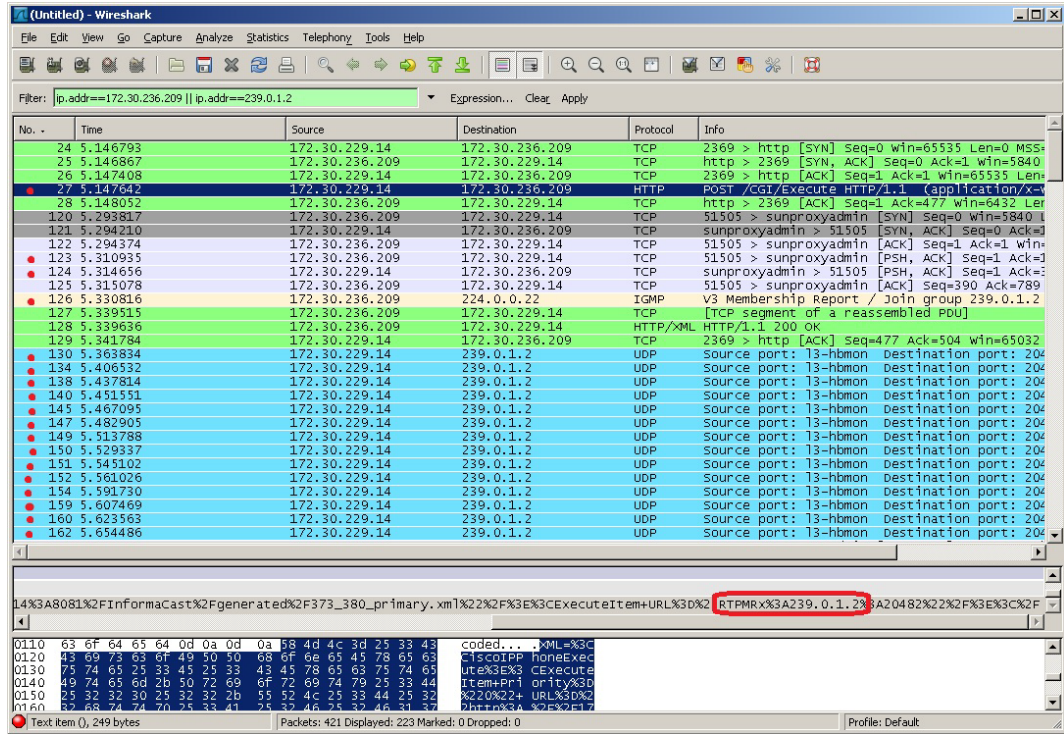 (Untitled) - Wireshark
File Edit View Go Capture Analyze Statistics Telephony Tools Help
Filter: ip.addr==172.30.236.209 || ip.addr==239.0.1.2 Expression... Clear Apply
No. . Time Source Destination Protocol Info
24 5.146793 172.30.229.14 172.30.236.209 TCP 2369 > http [SYN] Seq=0 Win=65535 Len=0 MSS=
25 5.146867 172.30.236.209 172.30.229.14 TCP http > 2369 [SYN, ACK] Seq=0 Ack=1 Win=5840
26 5.147408 172.30.229.14 172.30.236.209 TCP 2369 > http [ACK] Seq=1 Ack=1 Win=65535 Len=
27 5.147642 172.30.229.14 172.30.236.209 HTTP POST /CGI/Execute HTTP/1.1 (application/x-w
28 5.148052 172.30.236.209 172.30.229.14 TCP http > 2369 [ACK] Seq=1 Ack=477 Win=6432 Len
120 5.293817 172.30.236.209 172.30.229.14 TCP 51505 > sunproxyadmin [SYN] Seq=0 Win=5840 L
121 5.294210 172.30.229.14 172.30.236.209 TCP sunproxyadmin > 51505 [SYN, ACK] Seq=0 Ack=1
122 5.294374 172.30.236.209 172.30.229.14 TCP 51505 > sunproxyadmin [ACK] Seq=1 Ack=1 Win=
123 5.310935 172.30.236.209 172.30.229.14 TCP 51505 > sunproxyadmin [PSH, ACK] Seq=1 Ack=1
124 5.314656 172.30.229.14 172.30.236.209 TCP sunproxyadmin > 51505 [PSH, ACK] Seq=1 Ack=3
125 5.315078 172.30.236.209 172.30.229.14 TCP 51505 > sunproxyadmin [ACK] Seq=390 Ack=789
126 5.330816 172.30.236.209 224.0.0.22 IGMP V3 Membership Report / Join group 239.0.1.2
127 5.339515 172.30.236.209 172.30.229.14 TCP [TCP segment of a reassembled PDU]
128 5.339636 172.30.236.209 172.30.229.14 HTTP/XML HTTP/1.1 200 OK
129 5.341784 172.30.229.14 172.30.236.209 TCP 2369 > http [ACK] Seq=477 Ack=504 Win=65032
130 5.363834 172.30.229.14 239.0.1.2 UDP Source port: l3-hbmon Destination port: 204
134 5.406532 172.30.229.14 239.0.1.2 UDP Source port: l3-hbmon Destination port: 204
138 5.437814 172.30.229.14 239.0.1.2 UDP Source port: l3-hbmon Destination port: 204
140 5.451551 172.30.229.14 239.0.1.2 UDP Source port: l3-hbmon Destination port: 204
145 5.467095 172.30.229.14 239.0.1.2 UDP Source port: l3-hbmon Destination port: 204
147 5.482905 172.30.229.14 239.0.1.2 UDP Source port: l3-hbmon Destination port: 204
149 5.513788 172.30.229.14 239.0.1.2 UDP Source port: l3-hbmon Destination port: 204
150 5.529337 172.30.229.14 239.0.1.2 UDP Source port: l3-hbmon Destination port: 204
151 5.545102 172.30.229.14 239.0.1.2 UDP Source port: l3-hbmon Destination port: 204
152 5.561026 172.30.229.14 239.0.1.2 UDP Source port: l3-hbmon Destination port: 204
154 5.591730 172.30.229.14 239.0.1.2 UDP Source port: l3-hbmon Destination port: 204
159 5.607469 172.30.229.14 239.0.1.2 UDP Source port: l3-hbmon Destination port: 204
160 5.623563 172.30.229.14 239.0.1.2 UDP Source port: l3-hbmon Destination port: 204
162 5.654486 172.30.229.14 239.0.1.2 UDP Source port: l3-hbmon Destination port: 204
14%3A8081%2FInformaCast%2Fgenerated%2F373_380_primary.xml%22%2F%3E%3CExecuteItem+URL%3D%2 RTPMRx%3A239.0.1.2%3A20482%22%2F%3E%3C%2F
0110 63 6f 64 65 64 0d 0a 0d 0a 58 4d 4c 3d 25 33 43 coded... .XML=%3C
0120 43 69 73 63 6f 49 50 50 68 6f 6e 65 45 78 65 63 CiscoIPP honeExec
0130 75 74 65 25 33 45 25 33 43 45 78 65 63 75 74 65 ute%3E%3 CExecute
0140 49 74 65 6d 2b 50 72 69 6f 72 69 74 79 25 33 44 Item+Pri ority%3D
0150 25 32 32 30 25 32 32 2b 55 52 4c 25 33 44 25 32 %220%22+ URL%3D%2
0160 32 68 74 74 70 25 33 41 25 32 46 25 32 46 31 37 2http%3A %2F%2F17
Text item (), 249 bytes Packets: 421 Displayed: 223 Marked: 0 Dropped: 0 Profile: Default